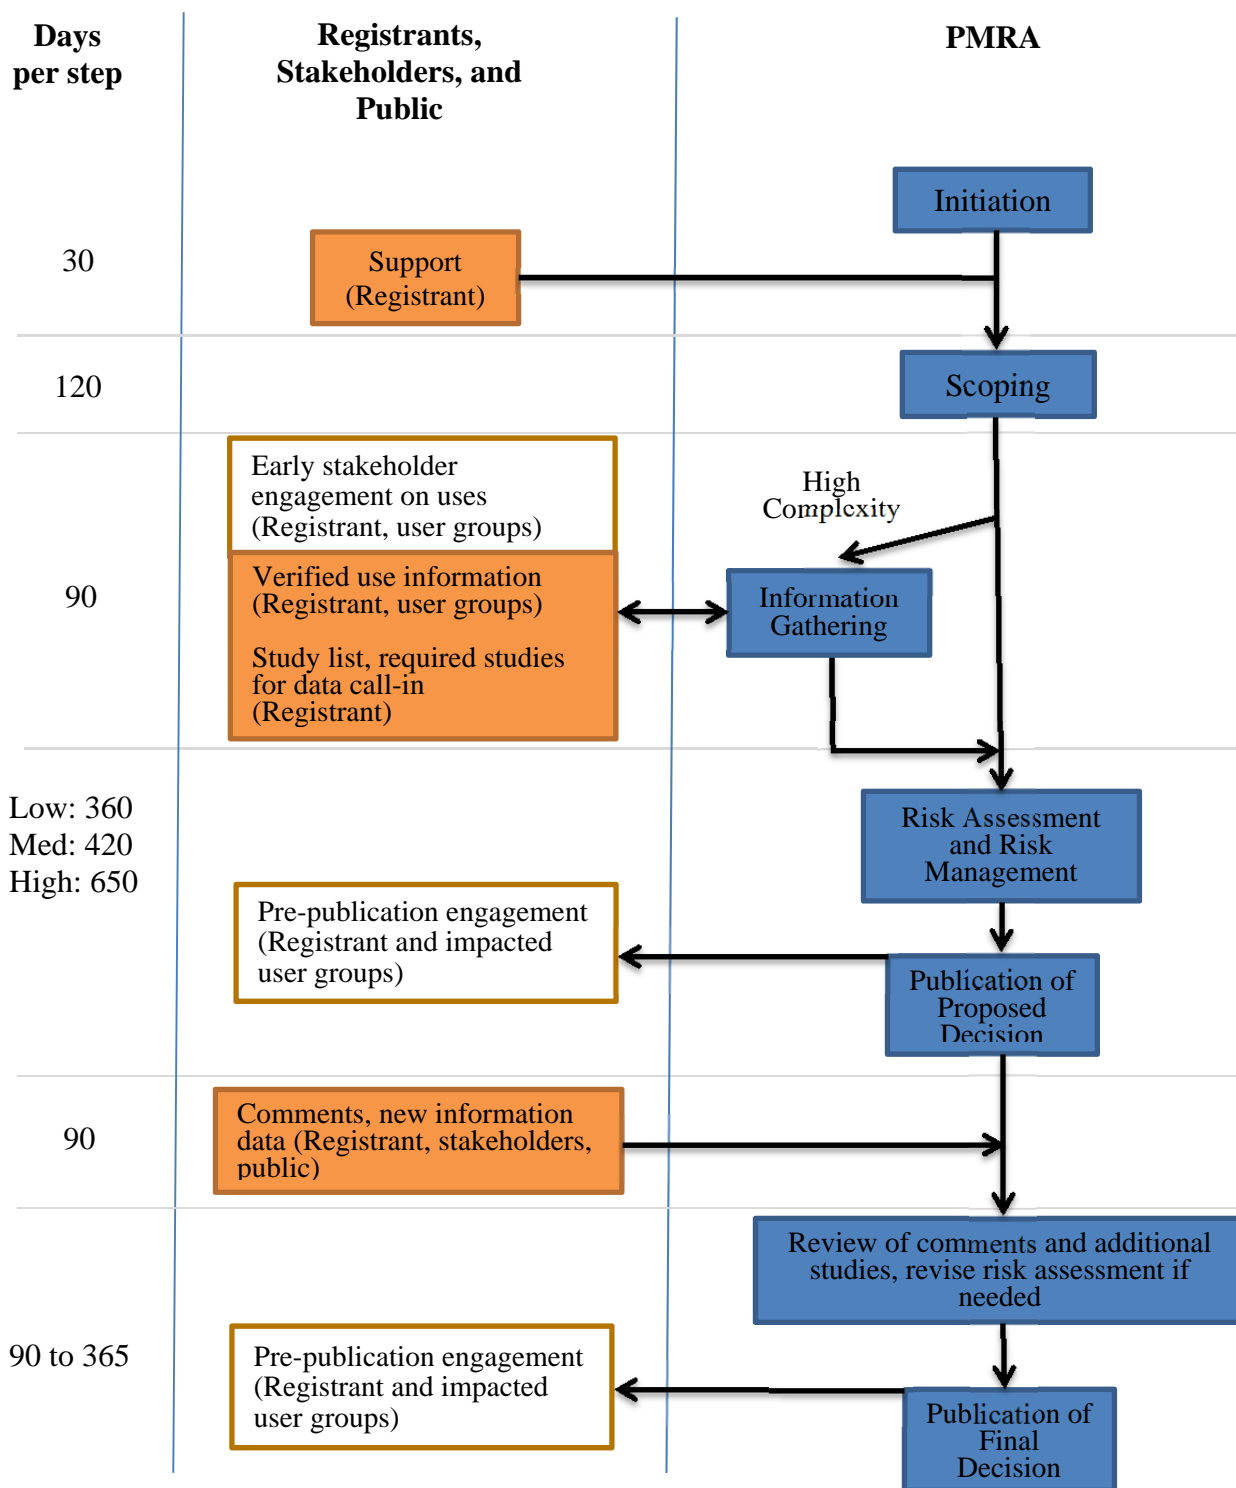 Days
per step
Registrants,
Stakeholders, and
Public
PMRA
Initiation
30
Support
(Registrant)
120
Scoping
Early stakeholder
engagement on uses
(Registrant, user groups)
High
Complexity
90
Verified use information
(Registrant, user groups)
Study list, required studies
for data call-in
(Registrant)
Information
Gathering
Low: 360
Med: 420
High: 650
Risk Assessment
and Risk
Management
Pre-publication engagement
(Registrant and impacted
user groups)
Publication of
Proposed
Decision
90
Comments, new information
data (Registrant, stakeholders,
public)
Review of comments and additional
studies, revise risk assessment if
needed
90 to 365
Pre-publication engagement
(Registrant and impacted
user groups)
Publication of
Final
Decision